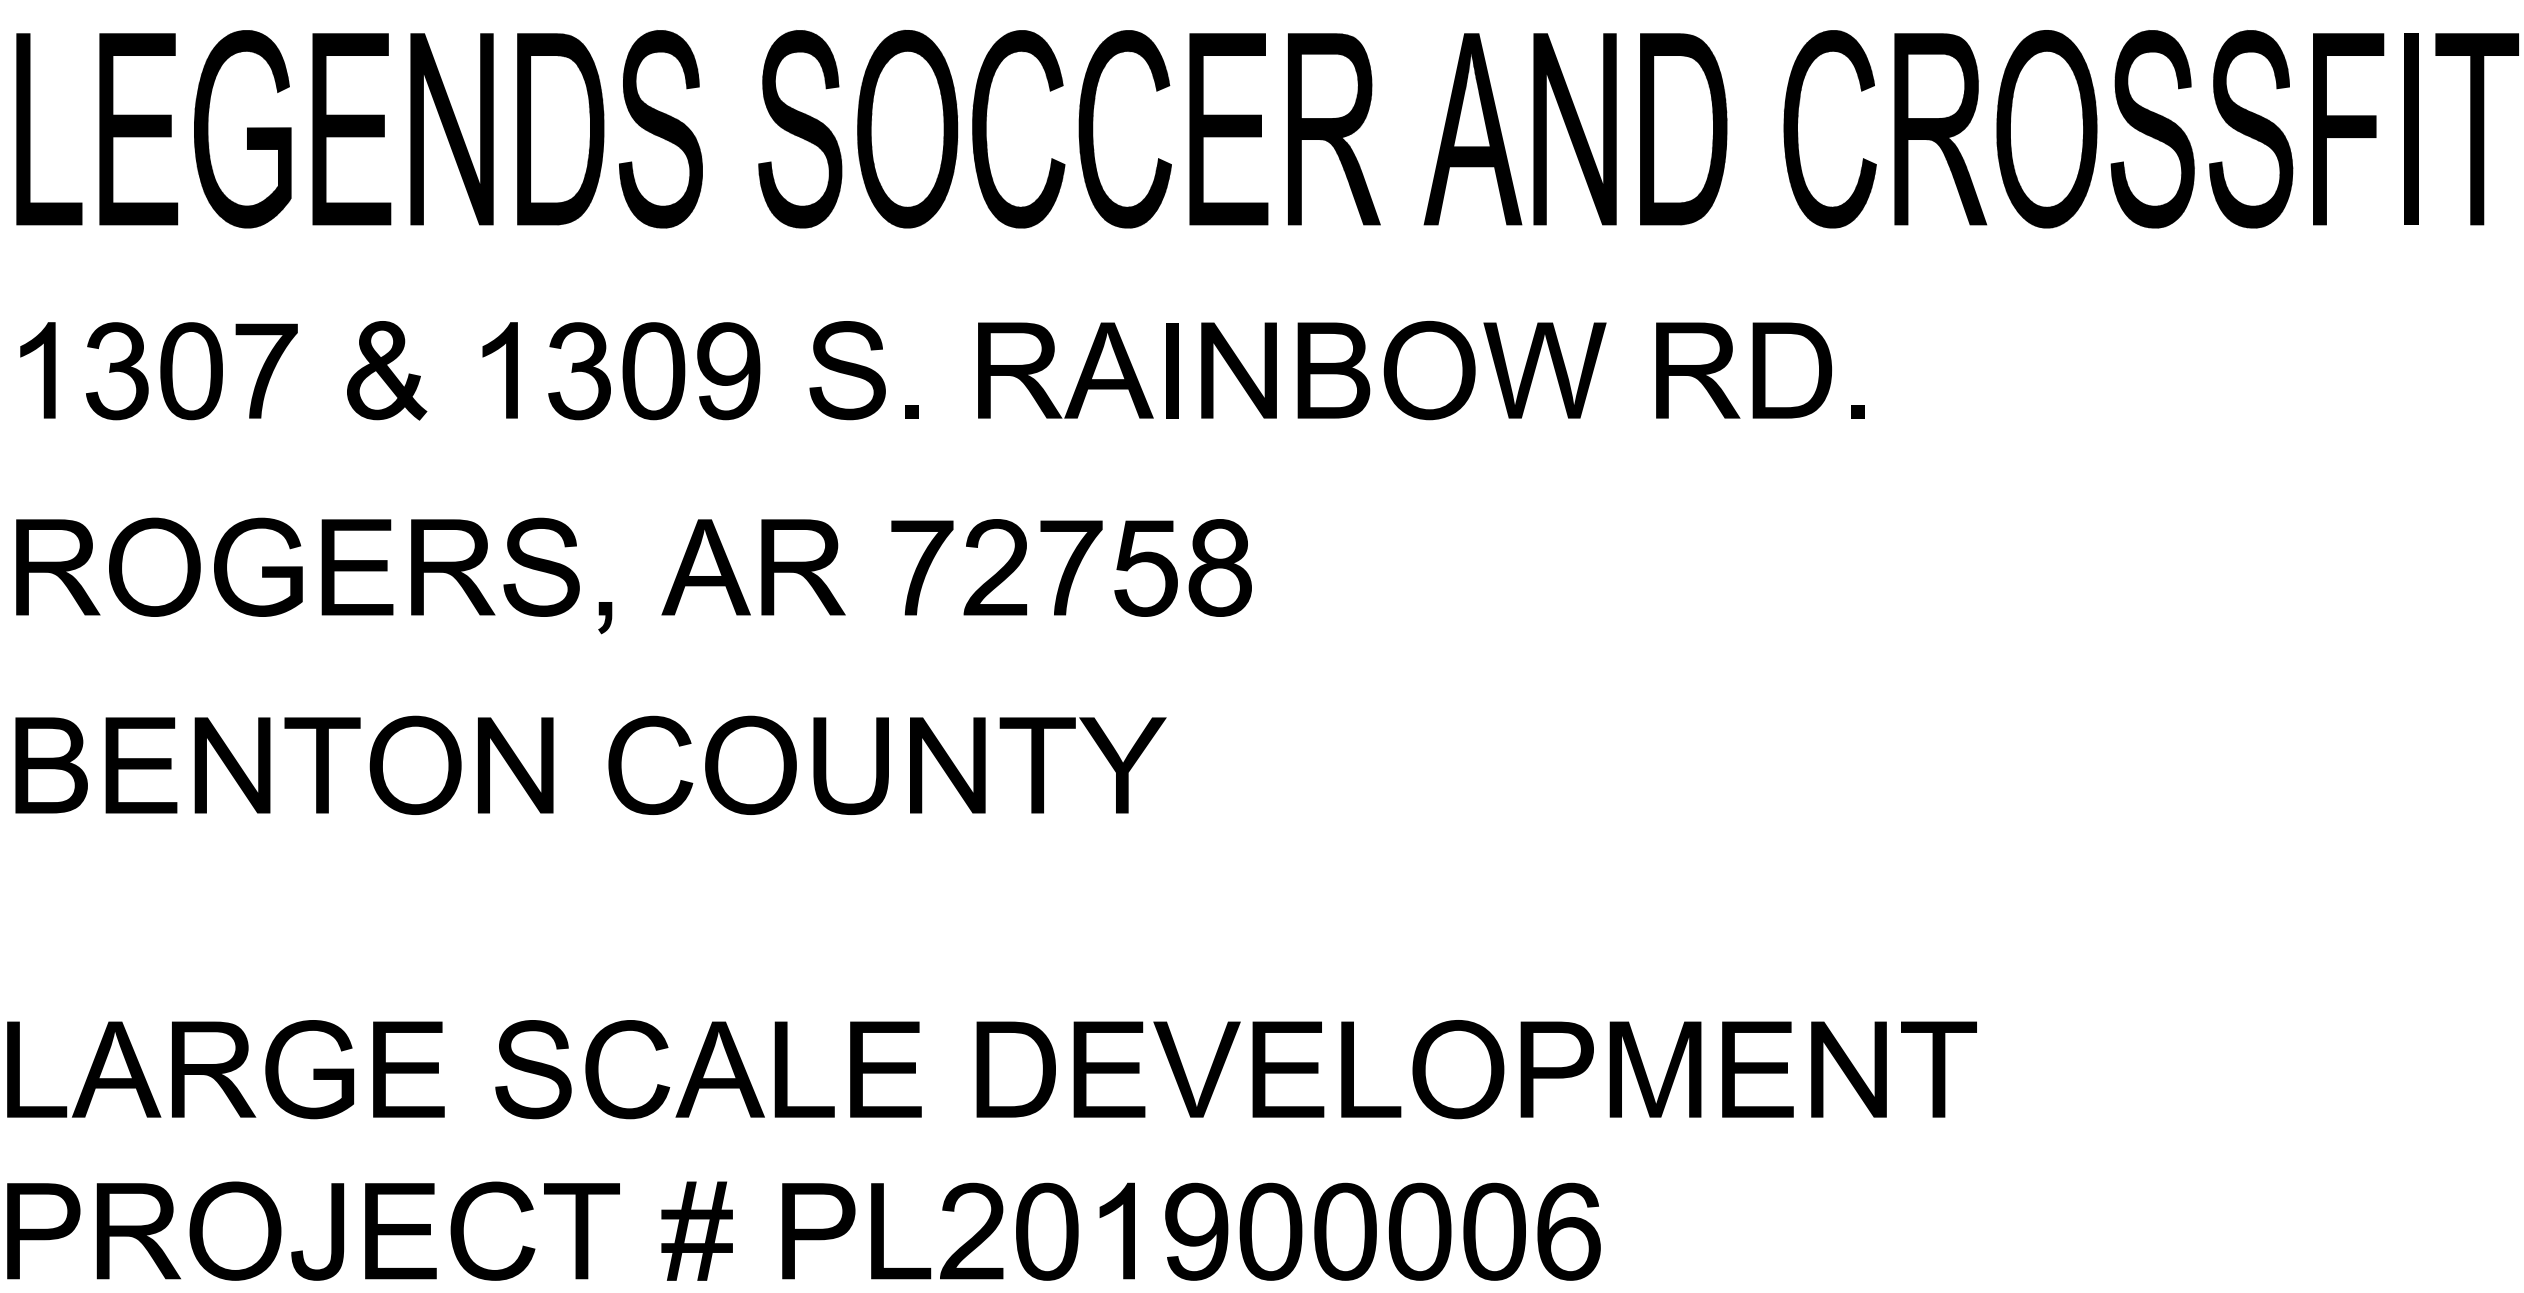 LEGENDS SOCCER AND CROSSFIT
1307 & 1309 S. RAINBOW RD.
ROGERS, AR 72758
BENTON COUNTY
LARGE SCALE DEVELOPMENT
PROJECT # PL201900006